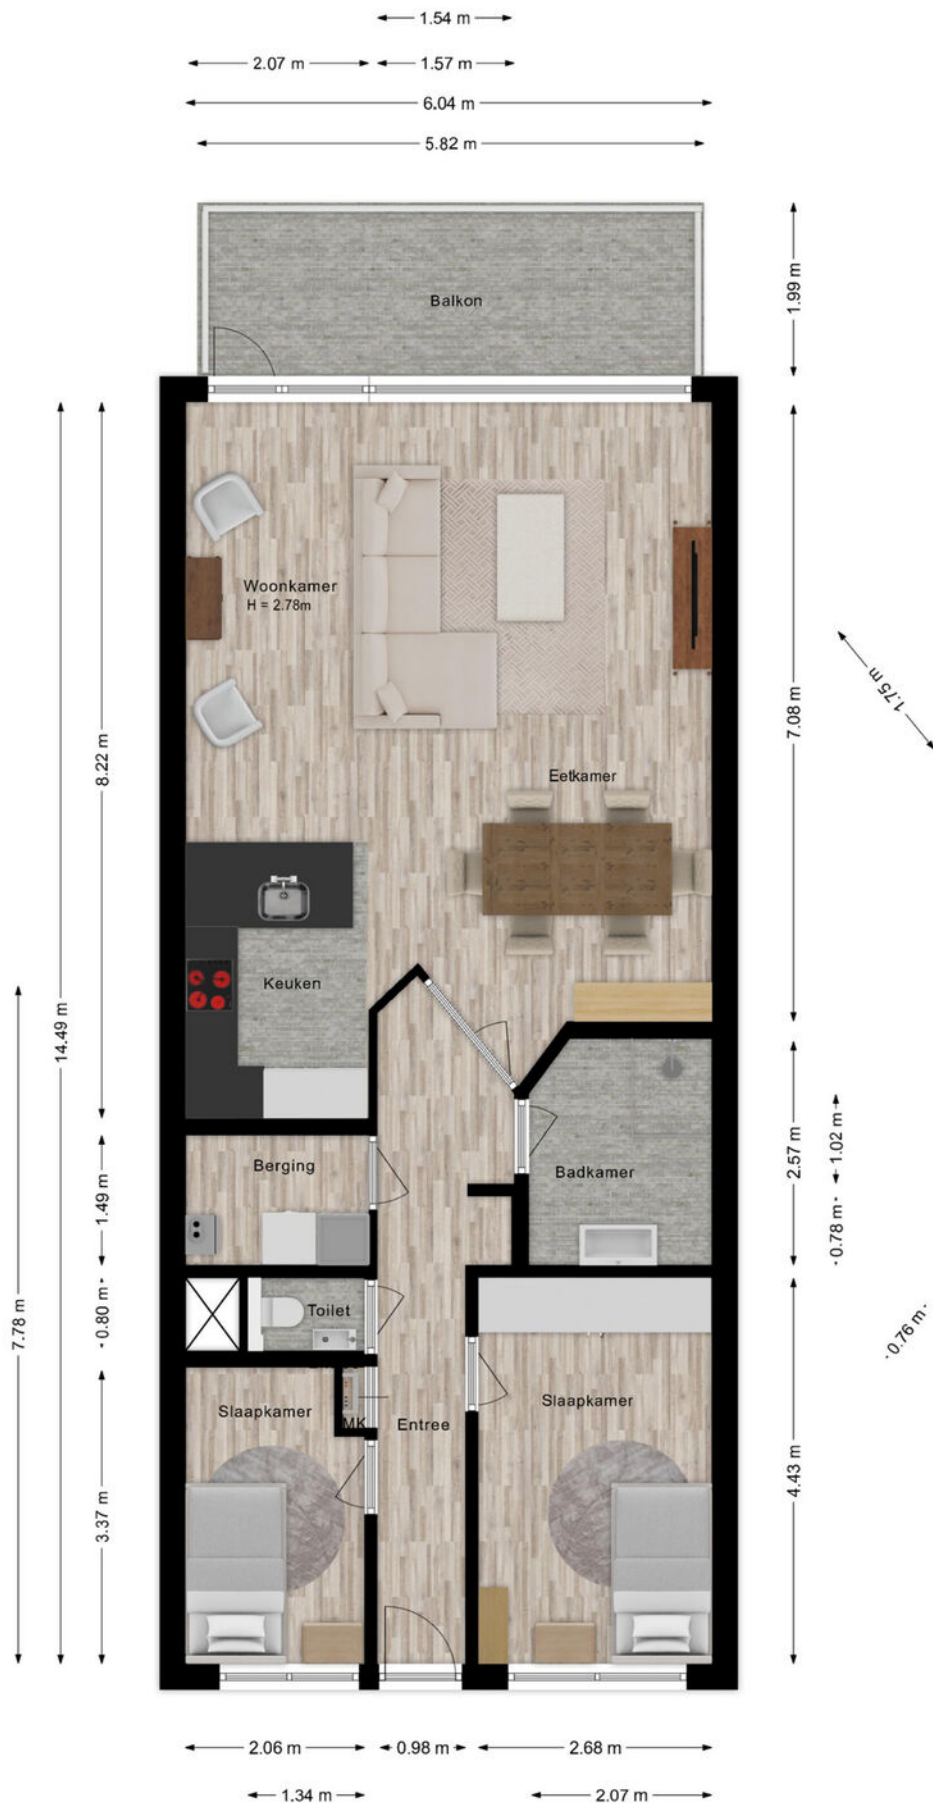 1.54 m
2.07 m
1.57 m
6.04 m
5.82 m
1.99 m
Balkon
Woonkamer
H = 2.78m
1.75 m
7.08 m
8.22 m
Eetkamer
Keuken
14.49 m
7.78 m
1.49 m
Berging
Badkamer
2.57 m
1.02 m
0.78 m
0.80 m
Toilet
0.76 m
Slaapkamer
MK
Entree
Slaapkamer
4.43 m
3.37 m
2.06 m
0.98 m
2.68 m
1.34 m
2.07 m